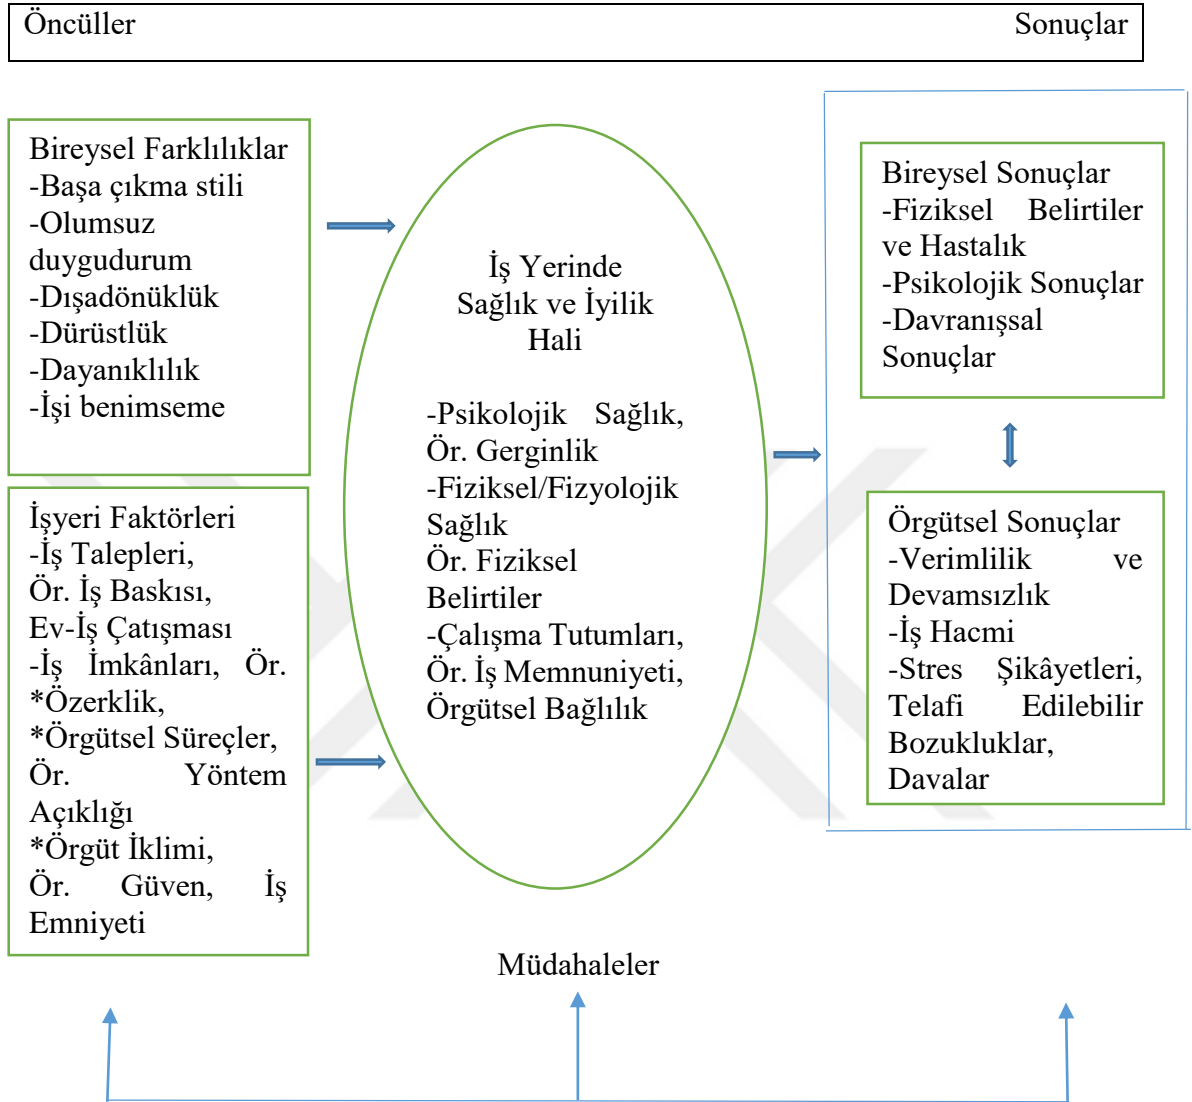 Öncüller Sonuçlar
Bireysel Farklılıklar
-Başa çıkma stili
-Olumsuz
duygudurum
-Dışadönüklük
-Dürüstlük
-Dayanıklılık
-İşi benimseme
İşyeri Faktörleri
-İş Talepleri,
Ör. İş Baskısı,
Ev-İş Çatışması
-İş İmkânları, Ör.
*Özerklik,
*Örgütsel Süreçler,
Ör. Yöntem
Açıklığı
*Örgüt İklimi,
Ör. Güven, İş
Emniyeti
İş Yerinde
Sağlık ve İyilik
Hali
-Psikolojik Sağlık,
Ör. Gerginlik
-Fiziksel/Fizyolojik
Sağlık
Ör. Fiziksel
Belirtiler
-Çalışma Tutumları,
Ör. İş Memnuniyeti,
Örgütsel Bağlılık
Bireysel Sonuçlar
-Fiziksel Belirtiler
ve Hastalık
-Psikolojik Sonuçlar
-Davranışsal
Sonuçlar
Örgütsel Sonuçlar
-Verimlilik ve
Devamsızlık
-İş Hacmi
-Stres Şikâyetleri,
Telafi Edilebilir
Bozukluklar,
Davalar
Müdahaleler